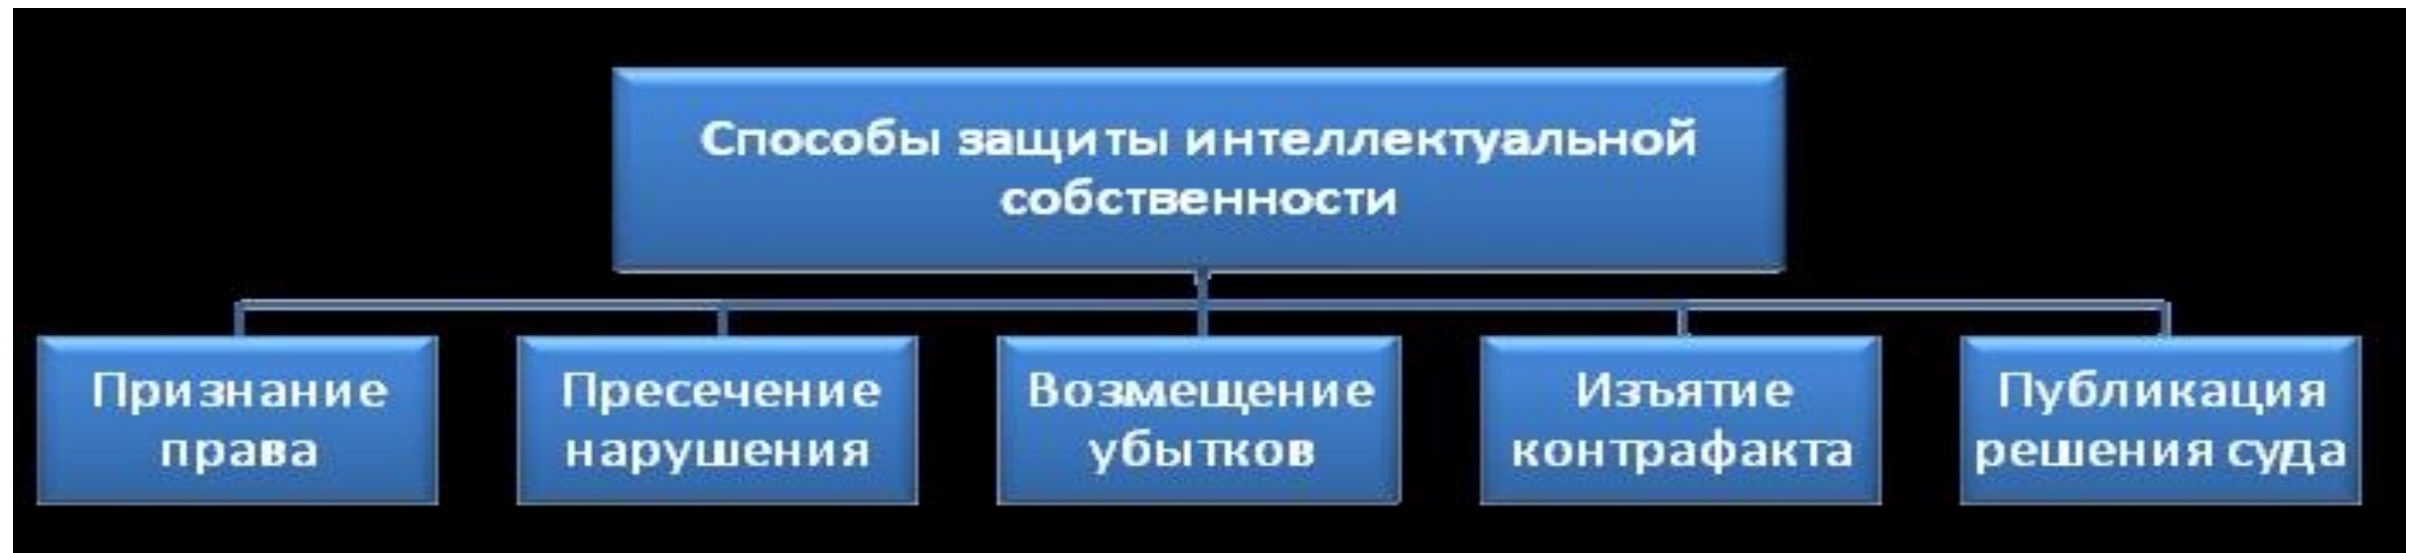 Способы защиты интеллектуальной
собственности
Признание
права
Пресечение
нарушения
Возмещение
убытков
Изъятие
контрафакта
Публикация
решения суда